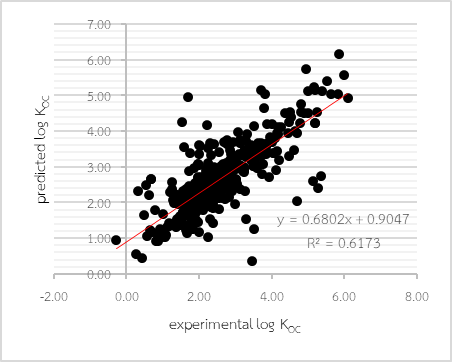 7.00
6.00
5.00
4.00
3.00
2.00
1.00
0.00
predicted log K_OC
y = 0.6802x + 0.9047
R² = 0.6173
-2.00 0.00 2.00 4.00 6.00 8.00
experimental log K_OC